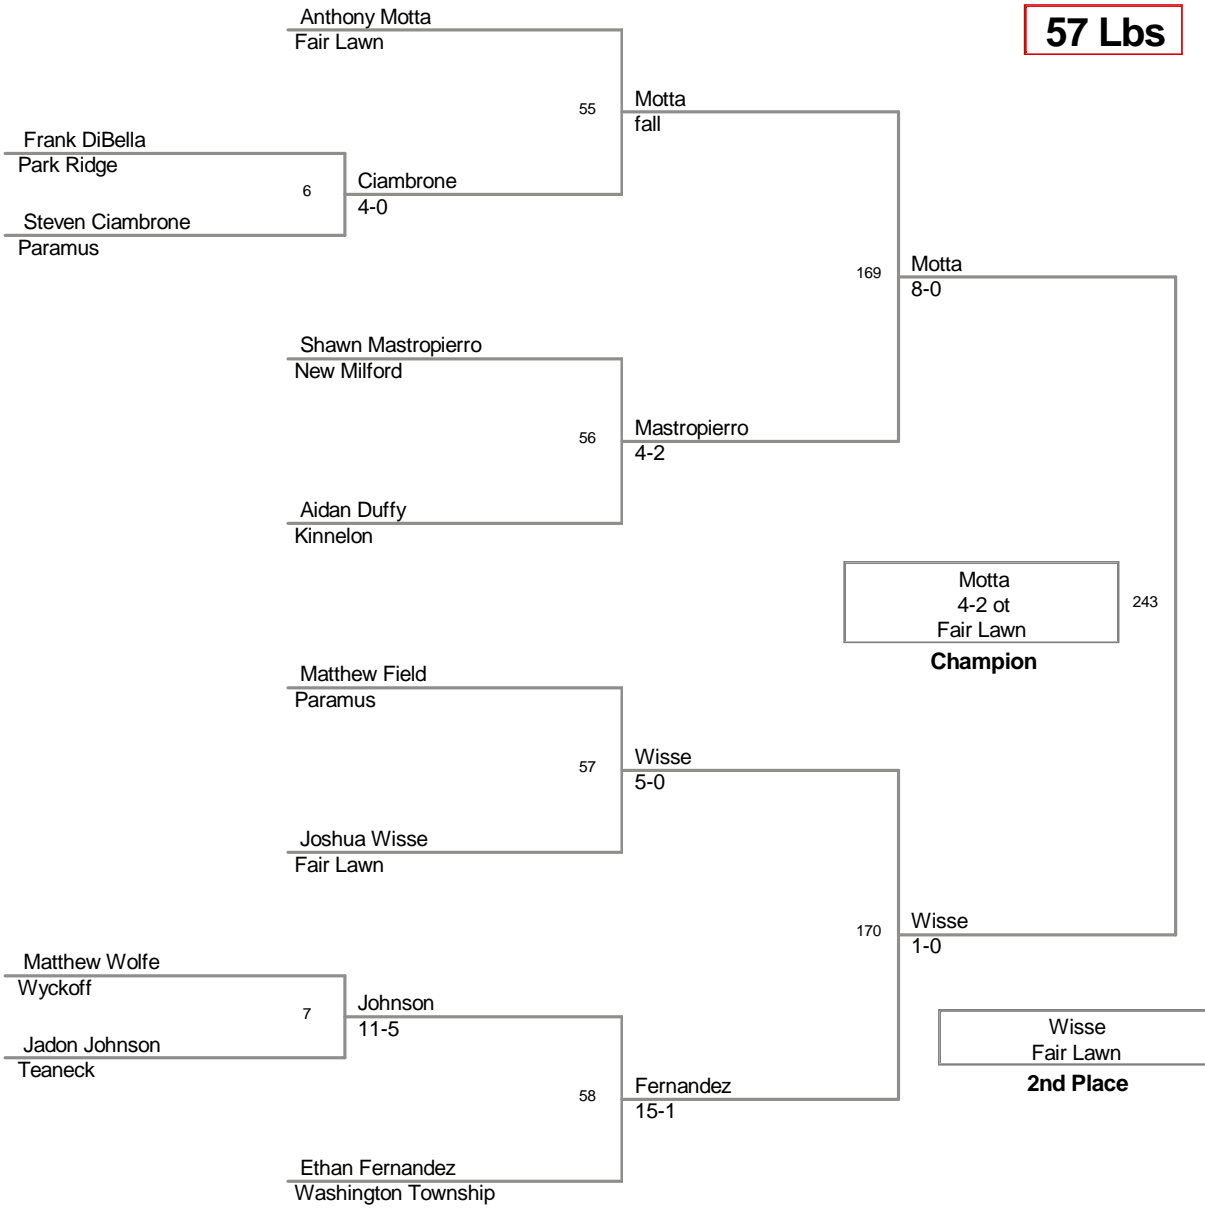 Anthony Motta
Fair Lawn
57 Lbs
55
Motta
fall
Frank DiBella
Park Ridge
6
Ciambrone
4-0
Steven Ciambrone
Paramus
169
Motta
8-0
Shawn Mastropierro
New Milford
56
Mastropierro
4-2
Aidan Duffy
Kinnelon
Motta
4-2 ot
Fair Lawn
243
Champion
Matthew Field
Paramus
57
Wisse
5-0
Joshua Wisse
Fair Lawn
170
Wisse
1-0
Matthew Wolfe
Wyckoff
7
Johnson
11-5
Jadon Johnson
Teaneck
Wisse
Fair Lawn
2nd Place
58
Fernandez
15-1
Ethan Fernandez
Washington Township